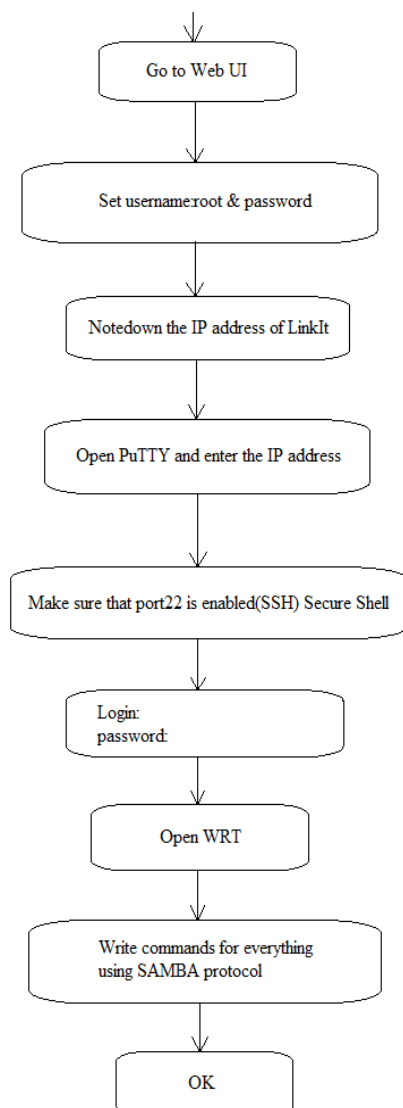 Go to Web UI
Set username:root & password
Notedown the IP address of LinkIt
Open PuTTY and enter the IP address
Make sure that port22 is enabled(SSH) Secure Shell
Login:
password:
Open WRT
Write commands for everything
using SAMBA protocol
OK